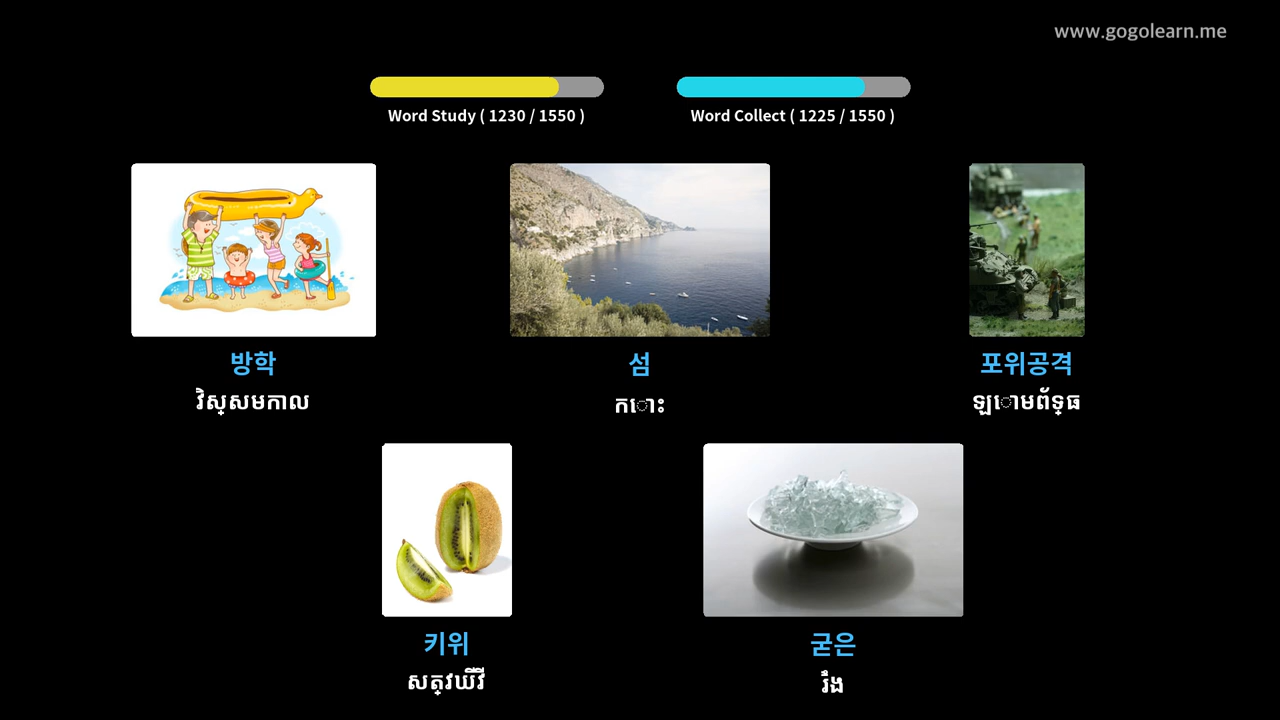 www.gogolearn.me
Word Study ( 1230 / 1550 )
Word Collect ( 1225 / 1550 )
방학
섬
포위공격
វិស្សមកាល
កោះ
ឡោមព័ទ្ធ
키위
굳은
សត្វឃីវី
រឹង